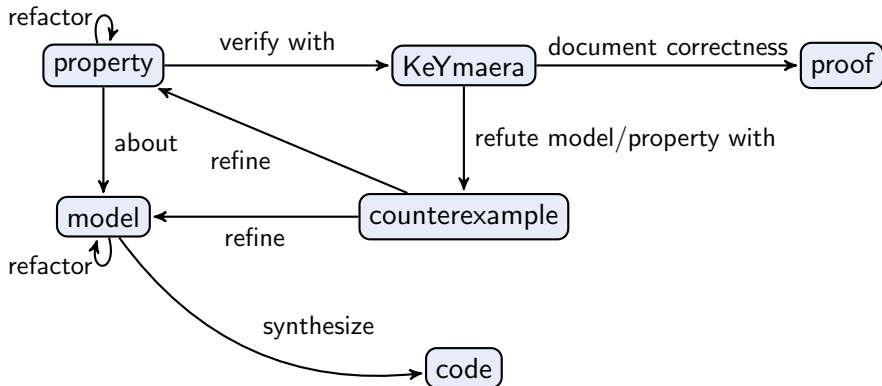 refactor
property
verify with
KeYmaera
document correctness
proof
about
refine
refute model/property with
model
refine
counterexample
refactor
synthesize
code